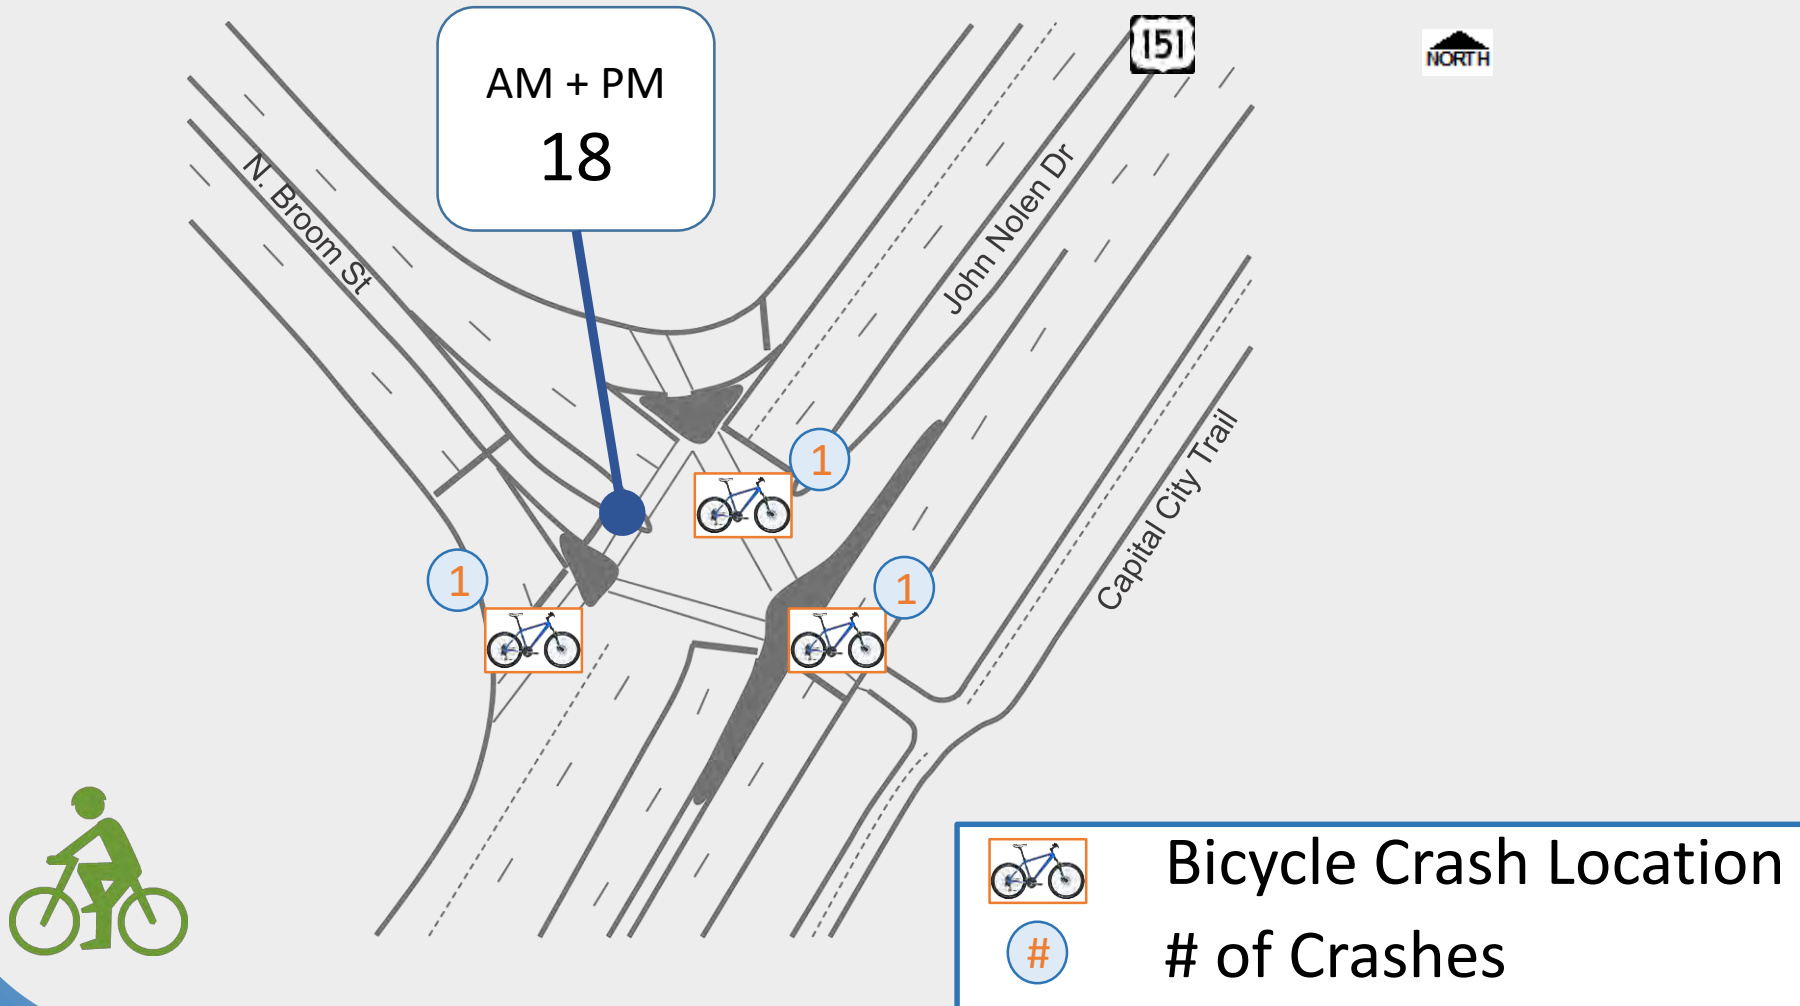 AM + PM
18
151
NORTH
N. Broom St
John Nolen Dr
1
1
1
Capital City Trail
Bicycle Crash Location
#
# of Crashes